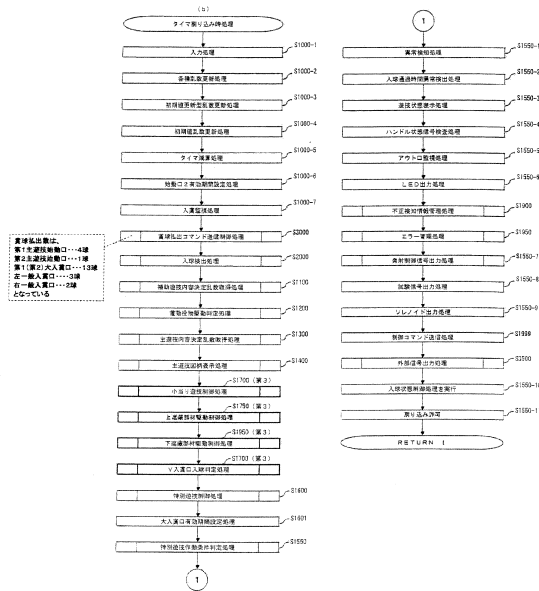 (b)
タイマ割り込み時処理
入力処理
S1000-1
各種乱数更新処理
S1000-2
初期値更新型乱数更新処理
S1000-3
初期値乱数更新処理
S1000-4
タイマ減算処理
S1000-5
始動口2有効期間設定処理
S1000-6
入賞監視処理
S1000-7
賞球払出コマンド送信制御処理
S3000
入球検出処理
S2000
補助遊技内容決定乱数取得処理
S1100
電動役物駆動判定処理
S1200
主遊技内容決定乱数取得処理
S1300
主遊技図柄表示処理
S1400
小当り遊技制御処理
S1700(第3)
上遮蔽部材駆動制御処理
S1750(第3)
下遮蔽部材駆動制御処理
S1950(第3)
V入賞口入球判定処理
S1700(第3)
特別遊技制御処理
S1600
大入賞口有効期間設定処理
S1601
特別遊技作動条件判定処理
S1550
1
賞球払出数は、
第1主遊技始動口・・・4球
第2主遊技始動口・・・1球
第1(第2)大入賞口・・・13球
左一般入賞口・・・・3球
右一般入賞口・・・2球
となっている
1
異常検知処理
S1550-1
入球通過時間異常検出処理
S1550-2
遊技状態表示処理
S1550-3
ハンドル状態信号検査処理
S1550-4
アウト口監視処理
S1550-5
LED出力処理
S1550-6
不正検知情報管理処理
S1900
エラー管理処理
S1950
発射制御信号出力処理
S1550-7
試験信号出力処理
S1550-8
ソレノイド出力処理
S1550-9
制御コマンド送信処理
S1999
外部信号出力処理
S3500
入球状態制御処理を実行
S1550-10
割り込み許可
S1550-11
RETURN I